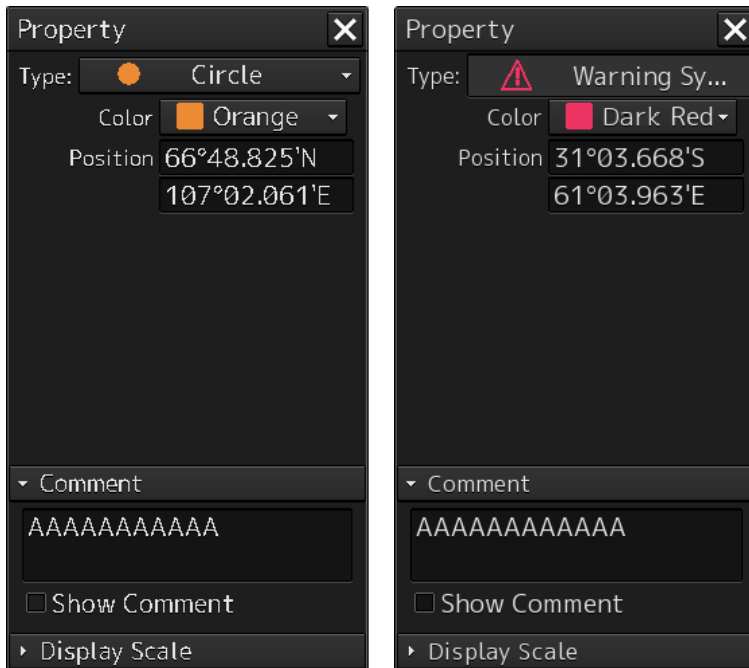 Property
Type: Circle
Color Orange
Position 66°48.825'N
107°02.061'E
Comment
AAAAAAAAAAA
Show Comment
Display Scale
Property
Type: Warning Sy...
Color Dark Red
Position 31°03.668'S
61°03.963'E
Comment
AAAAAAAAAAAA
Show Comment
Display Scale